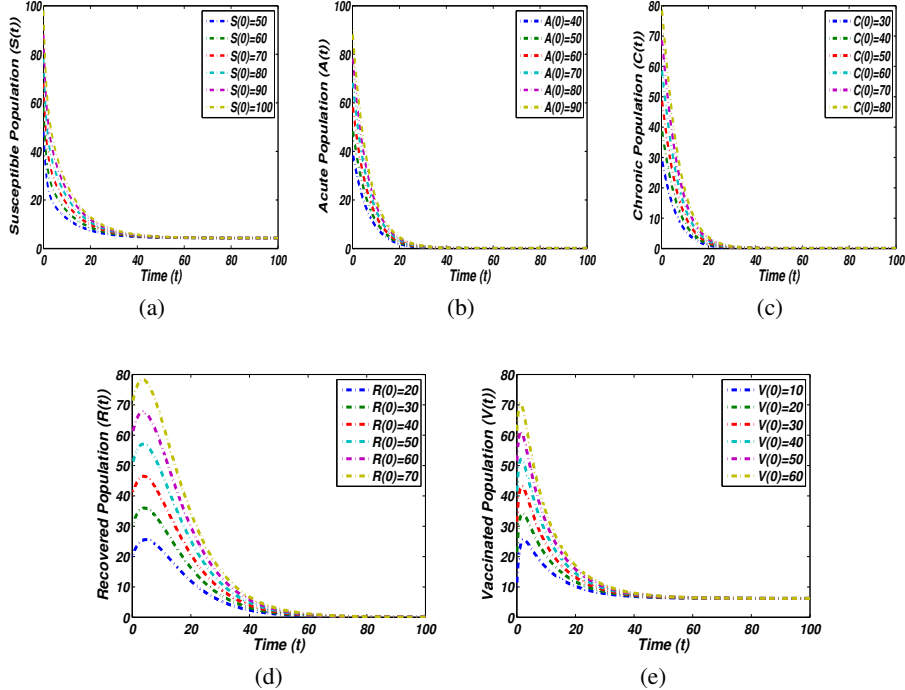 Susceptible Population (S(t))
100
80
60
40
20
0
0 20 40 60 80 100
Time (t)
S(0)=50
S(0)=60
S(0)=70
S(0)=80
S(0)=90
S(0)=100
(a)
Acute Population (A(t))
100
80
60
40
20
0
0 20 40 60 80 100
Time (t)
A(0)=40
A(0)=50
A(0)=60
A(0)=70
A(0)=80
A(0)=90
(b)
Chronic Population (C(t))
80
70
60
50
40
30
20
10
0
0 20 40 60 80 100
Time (t)
C(0)=30
C(0)=40
C(0)=50
C(0)=60
C(0)=70
C(0)=80
(c)
Recovered Population (R(t))
80
70
60
50
40
30
20
10
0
0 20 40 60 80 100
Time (t)
R(0)=20
R(0)=30
R(0)=40
R(0)=50
R(0)=60
R(0)=70
(d)
Vaccinated Population (V(t))
80
70
60
50
40
30
20
10
0
0 20 40 60 80 100
Time (t)
V(0)=10
V(0)=20
V(0)=30
V(0)=40
V(0)=50
V(0)=60
(e)